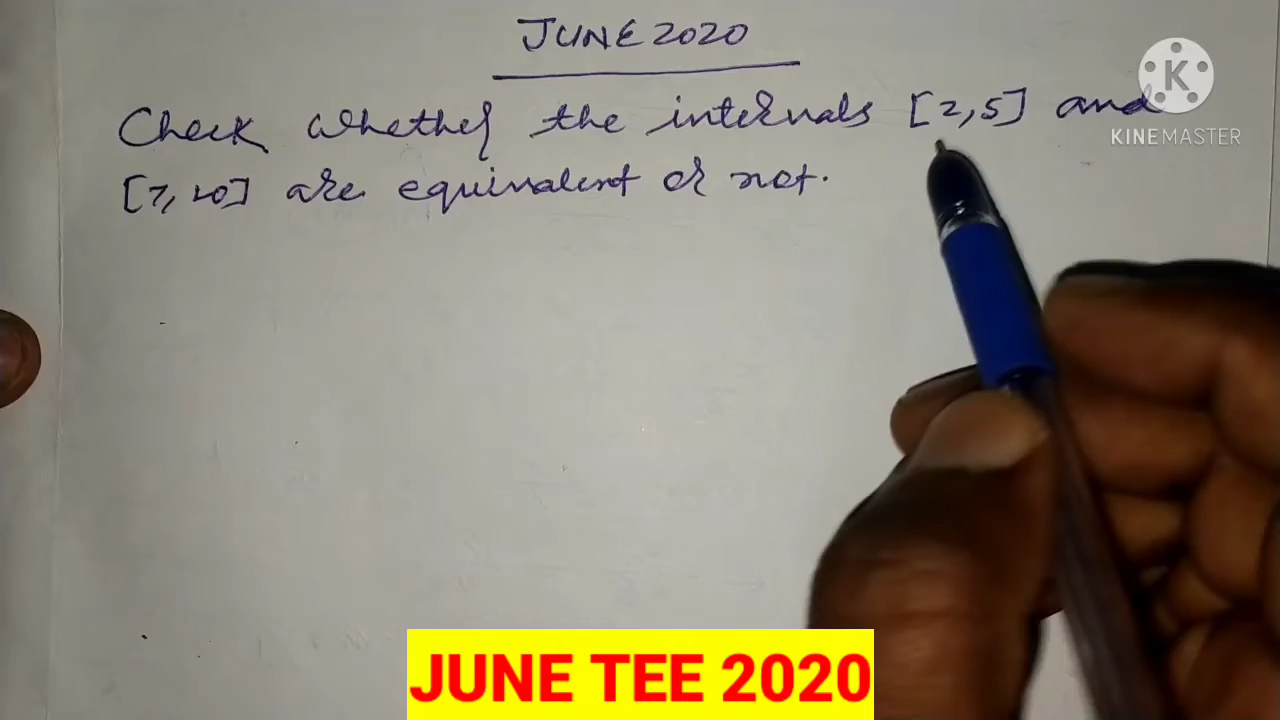 JUNE 2020
Check whether the intervals [2,5] and
[7,10] are equivalent or not.
K
KINEMASTER
JUNE TEE 2020